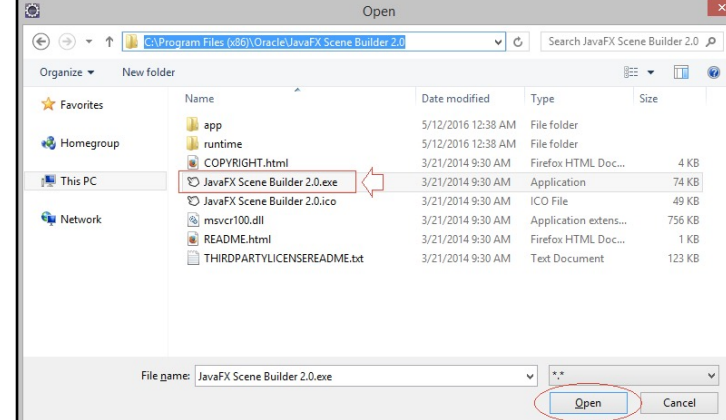 Open
C:\Program Files (x86)\Oracle\JavaFX Scene Builder 2.0
Search JavaFX Scene Builder 2.0
Organize
New folder
Favorites
Homegroup
This PC
Network
Name Date modified Type Size
app 5/12/2016 12:38 AM File folder
runtime 5/12/2016 12:38 AM File folder
COPYRIGHT.html 3/21/2014 9:30 AM Firefox HTML Doc... 4 KB
JavaFX Scene Builder 2.0.exe 3/21/2014 9:30 AM Application 74 KB
JavaFX Scene Builder 2.0.ico 3/21/2014 9:30 AM ICO File 49 KB
msvcr100.dll 3/21/2014 9:30 AM Application extens... 756 KB
README.html 3/21/2014 9:30 AM Firefox HTML Doc... 1 KB
THIRDPARTYLICENSEREADME.txt 3/21/2014 9:30 AM Text Document 123 KB
File name: JavaFX Scene Builder 2.0.exe *.*
Open Cancel